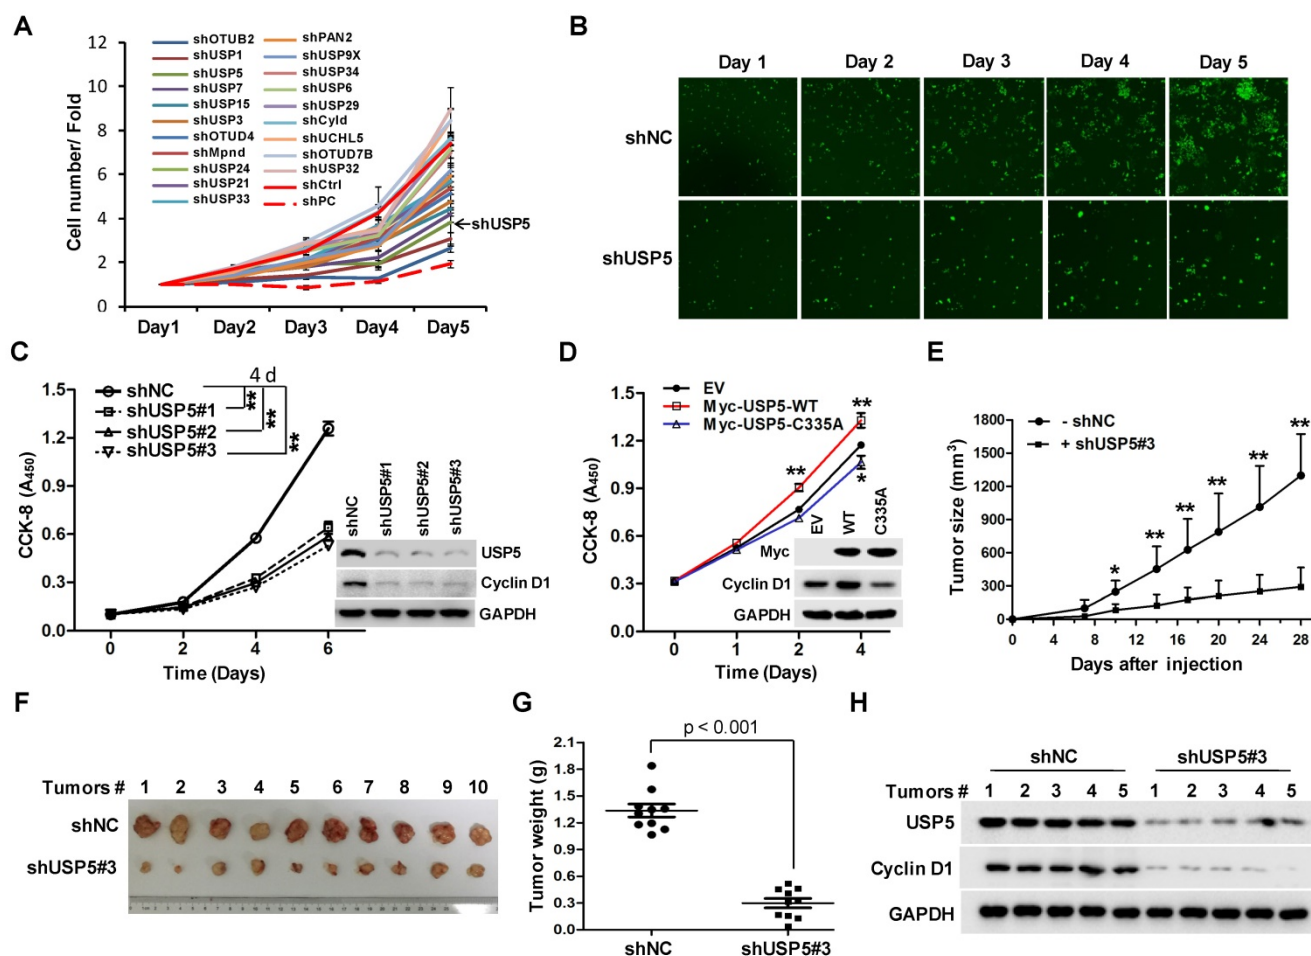 A
12
10
8
6
4
2
0
Cell number/ Fold
shOTUB2
shUSP1
shUSP5
shUSP7
shUSP15
shUSP3
shOTUD4
shMpnd
shUSP24
shUSP21
shUSP33
shPAN2
shUSP9X
shUSP34
shUSP6
shUSP29
shCyld
shUCHL5
shOTUD7B
shUSP32
shCtrl
shPC
shUSP5
Day1 Day2 Day3 Day4 Day5
B
Day 1 Day 2 Day 3 Day 4 Day 5
shNC
shUSP5
C
CCK-8 (A450)
1.5
1.2
0.9
0.6
0.3
0.0
shNC
shUSP5#1
shUSP5#2
shUSP5#3
4 d
**
**
**
0 2 4 6
Time (Days)
shNC shUSP5#1 shUSP5#2 shUSP5#3
USP5
Cyclin D1
GAPDH
D
CCK-8 (A450)
1.5
1.2
0.9
0.6
0.3
0.0
EV
Myc-USP5-WT
Myc-USP5-C335A
**
**
*
0 1 2 4
Time (Days)
EV WT C335A
Myc
Cyclin D1
GAPDH
E
Tumor size (mm3)
1800
1500
1200
900
600
300
0
- shNC
+ shUSP5#3
* ** ** ** ** **
0 4 8 10 12 14 16 20 24 28
Days after injection
F
Tumors # 1 2 3 4 5 6 7 8 9 10
shNC
shUSP5#3
G
p < 0.001
Tumor weight (g)
2.1
1.8
1.5
1.2
0.9
0.6
0.3
0.0
shNC shUSP5#3
H
shNC shUSP5#3
Tumors # 1 2 3 4 5 1 2 3 4 5
USP5
Cyclin D1
GAPDH